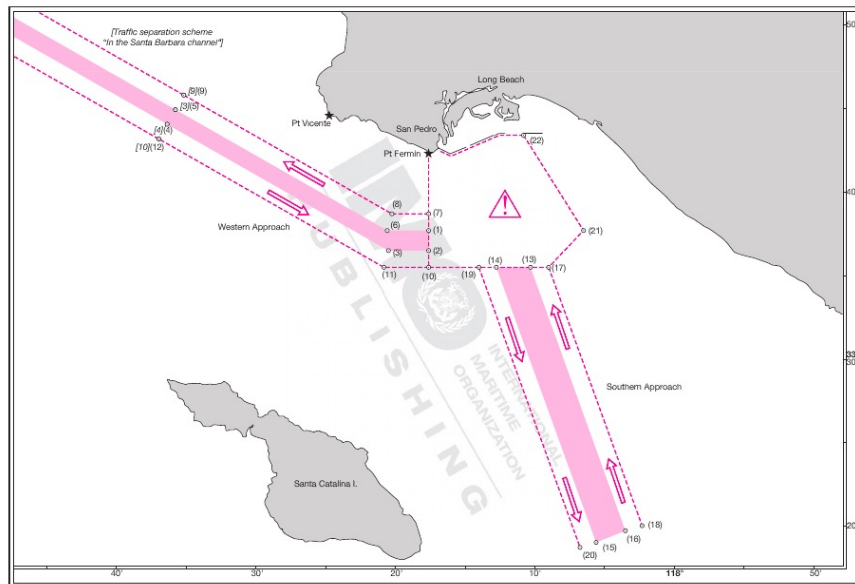 [Traffic separation scheme
"In the Santa Barbara channel"]
50
[9](9)
[3](5)
[4](4)
[10](12)
Pt Vicente
Long Beach
San Pedro
Pt Fermin
(22)
40
(8)
(7)
(6)
(1)
(21)
Western Approach
(3)
(2)
(11)
(10)
(19)
(14)
(13)
(17)
IMO
PUBLISHING
INTERNATIONAL
MARITIME
ORGANIZATION
30
33
Southern Approach
Santa Catalina I.
20
(18)
(16)
(15)
(20)
40'
30'
20'
10'
118°
50'